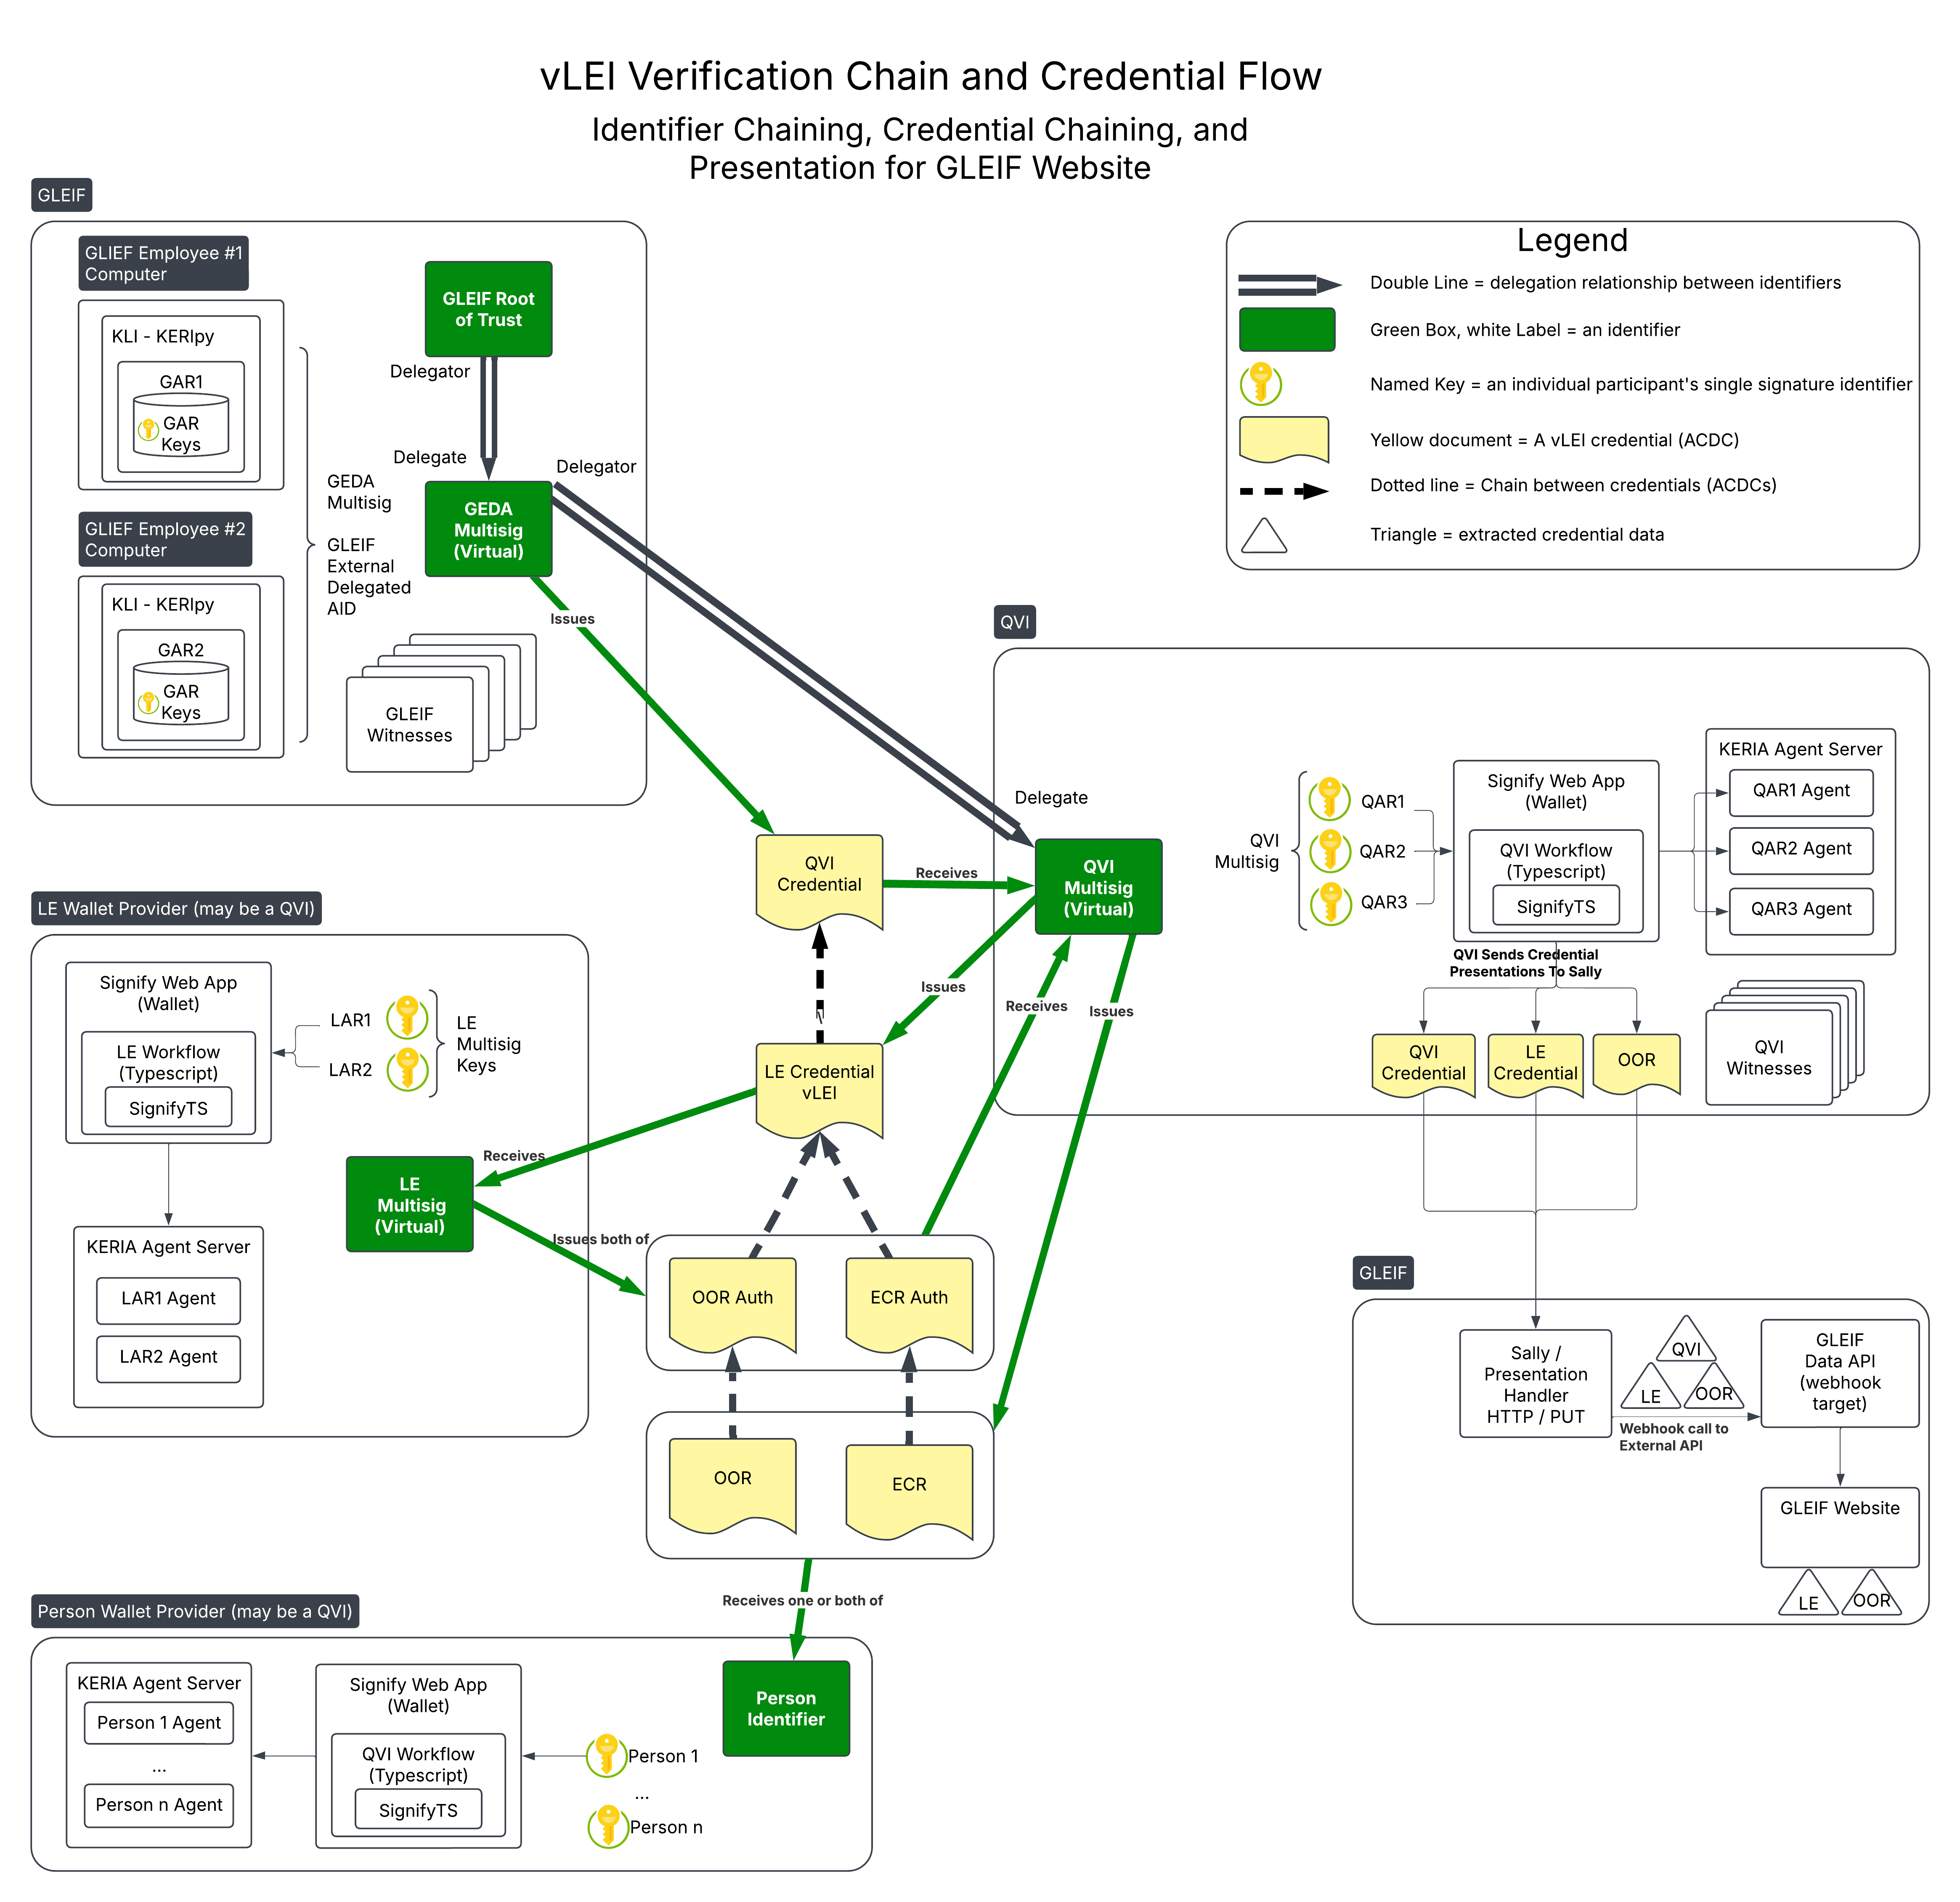 vLEI Verification Chain and Credential Flow
Identifier Chaining, Credential Chaining, and
Presentation for GLEIF Website
GLEIF
GLIEF Employee #1
Computer
KLI - KERIpy
GAR1
GAR
Keys
GLIEF Employee #2
Computer
KLI - KERIpy
GAR2
GAR
Keys
GEDA
Multisig
GLEIF
External
Delegated
AID
GLEIF Root
of Trust
Delegator
Delegate
GEDA
Multisig
(Virtual)
Delegator
Issues
GLEIF
Witnesses
Legend
Double Line = delegation relationship between identifiers
Green Box, white Label = an identifier
Named Key = an individual participant's single signature identifier
Yellow document = A vLEI credential (ACDC)
Dotted line = Chain between credentials (ACDCs)
Triangle = extracted credential data
QVI
Delegate
QVI
Multisig
(Virtual)
QVI
Multisig
QAR1
QAR2
QAR3
Signify Web App
(Wallet)
QVI Workflow
(Typescript)
SignifyTS
KERIA Agent Server
QAR1 Agent
QAR2 Agent
QAR3 Agent
QVI Sends Credential
Presentations To Sally
QVI
Credential
LE
Credential
OOR
QVI
Witnesses
QVI
Credential
Receives
Issues
Receives
Issues
LE Credential
vLEI
LE Wallet Provider (may be a QVI)
Signify Web App
(Wallet)
LE Workflow
(Typescript)
SignifyTS
LAR1
LAR2
LE
Multisig
Keys
KERIA Agent Server
LAR1 Agent
LAR2 Agent
Receives
LE
Multisig
(Virtual)
Issues both of
OOR Auth
ECR Auth
OOR
ECR
Receives one or both of
GLEIF
Sally /
Presentation
Handler
HTTP / PUT
QVI
LE
OOR
Webhook call to
External API
GLEIF
Data API
(webhook
target)
GLEIF Website
LE
OOR
Person Wallet Provider (may be a QVI)
KERIA Agent Server
Person 1 Agent
...
Person n Agent
Signify Web App
(Wallet)
QVI Workflow
(Typescript)
SignifyTS
Person 1
...
Person n
Person
Identifier